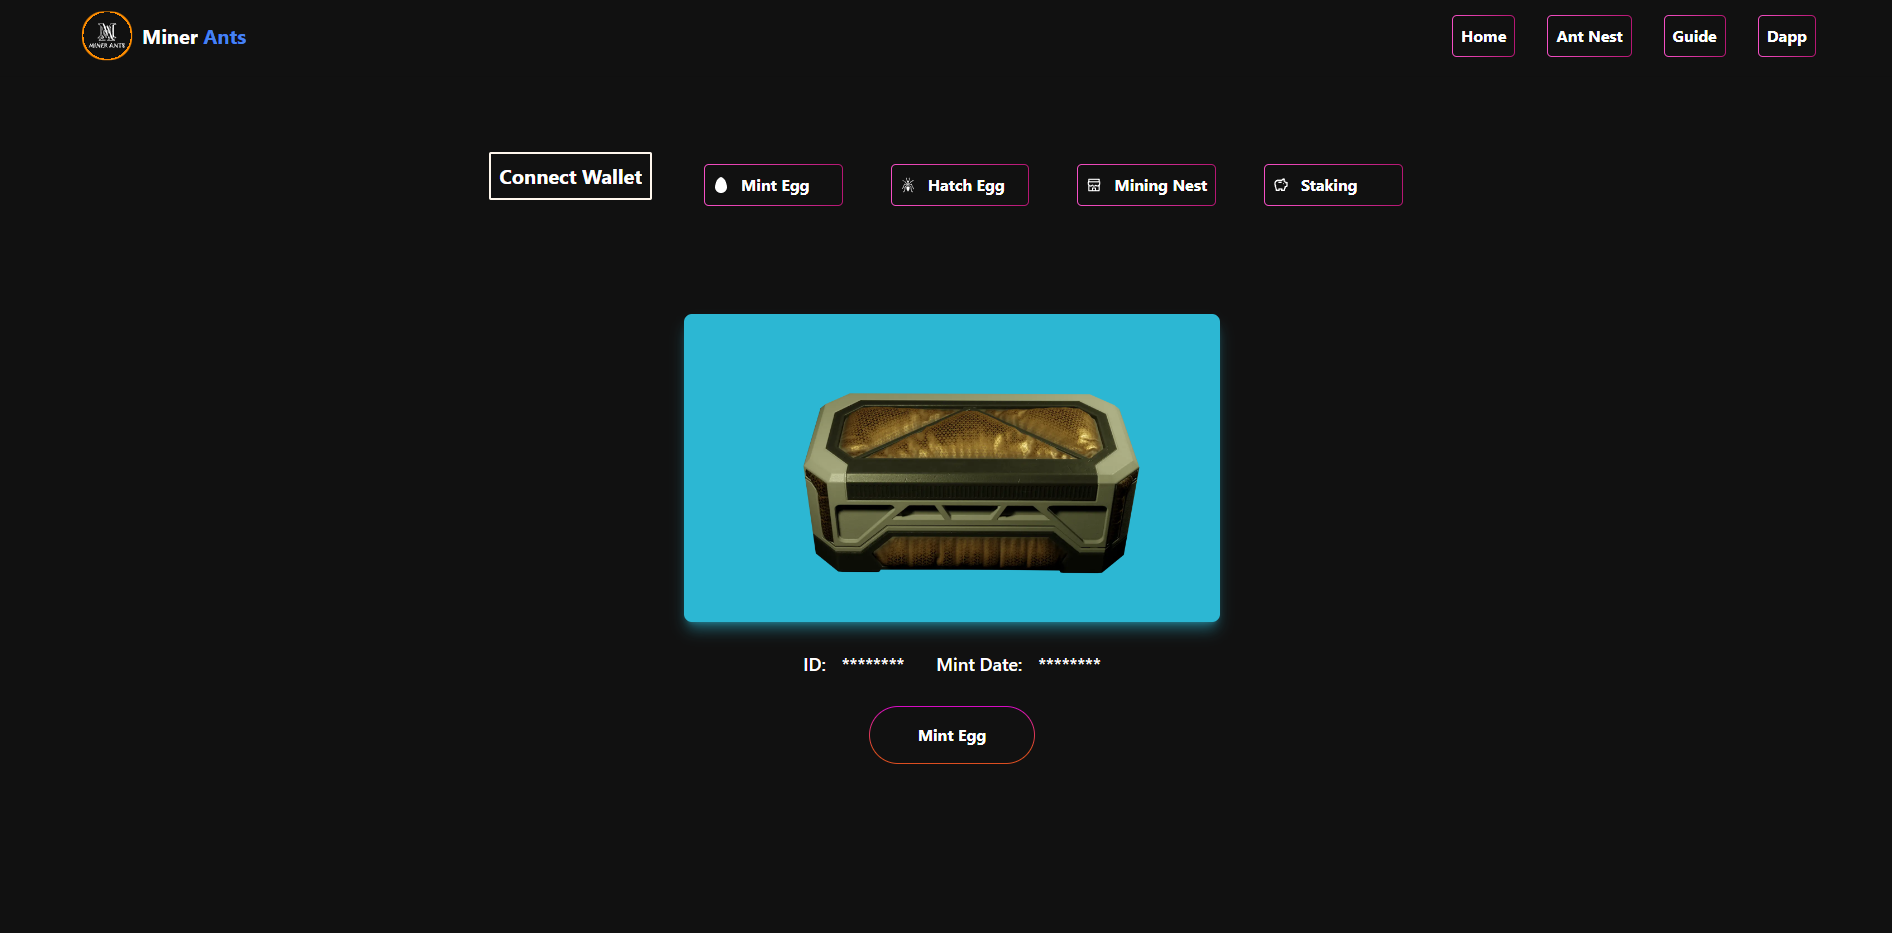 MINER ANTS
Miner Ants
Home
Ant Nest
Guide
Dapp
Connect Wallet
Mint Egg
Hatch Egg
Mining Nest
Staking
ID: ******** Mint Date: ********
Mint Egg